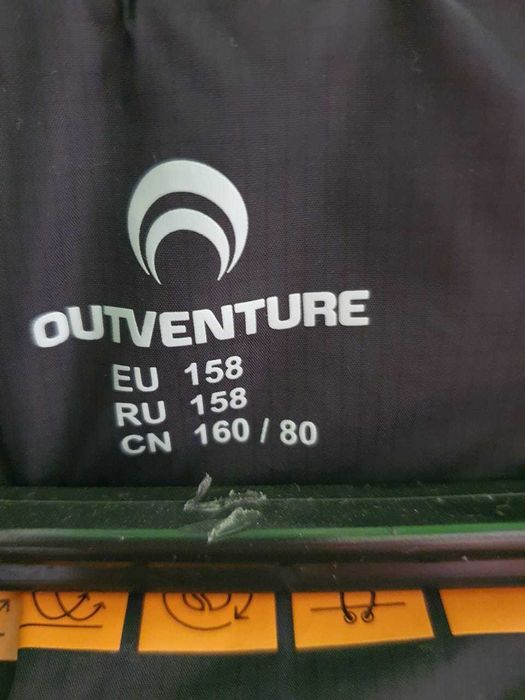 OUTVENTURE
EU 158
RU 158
CN 160 / 80